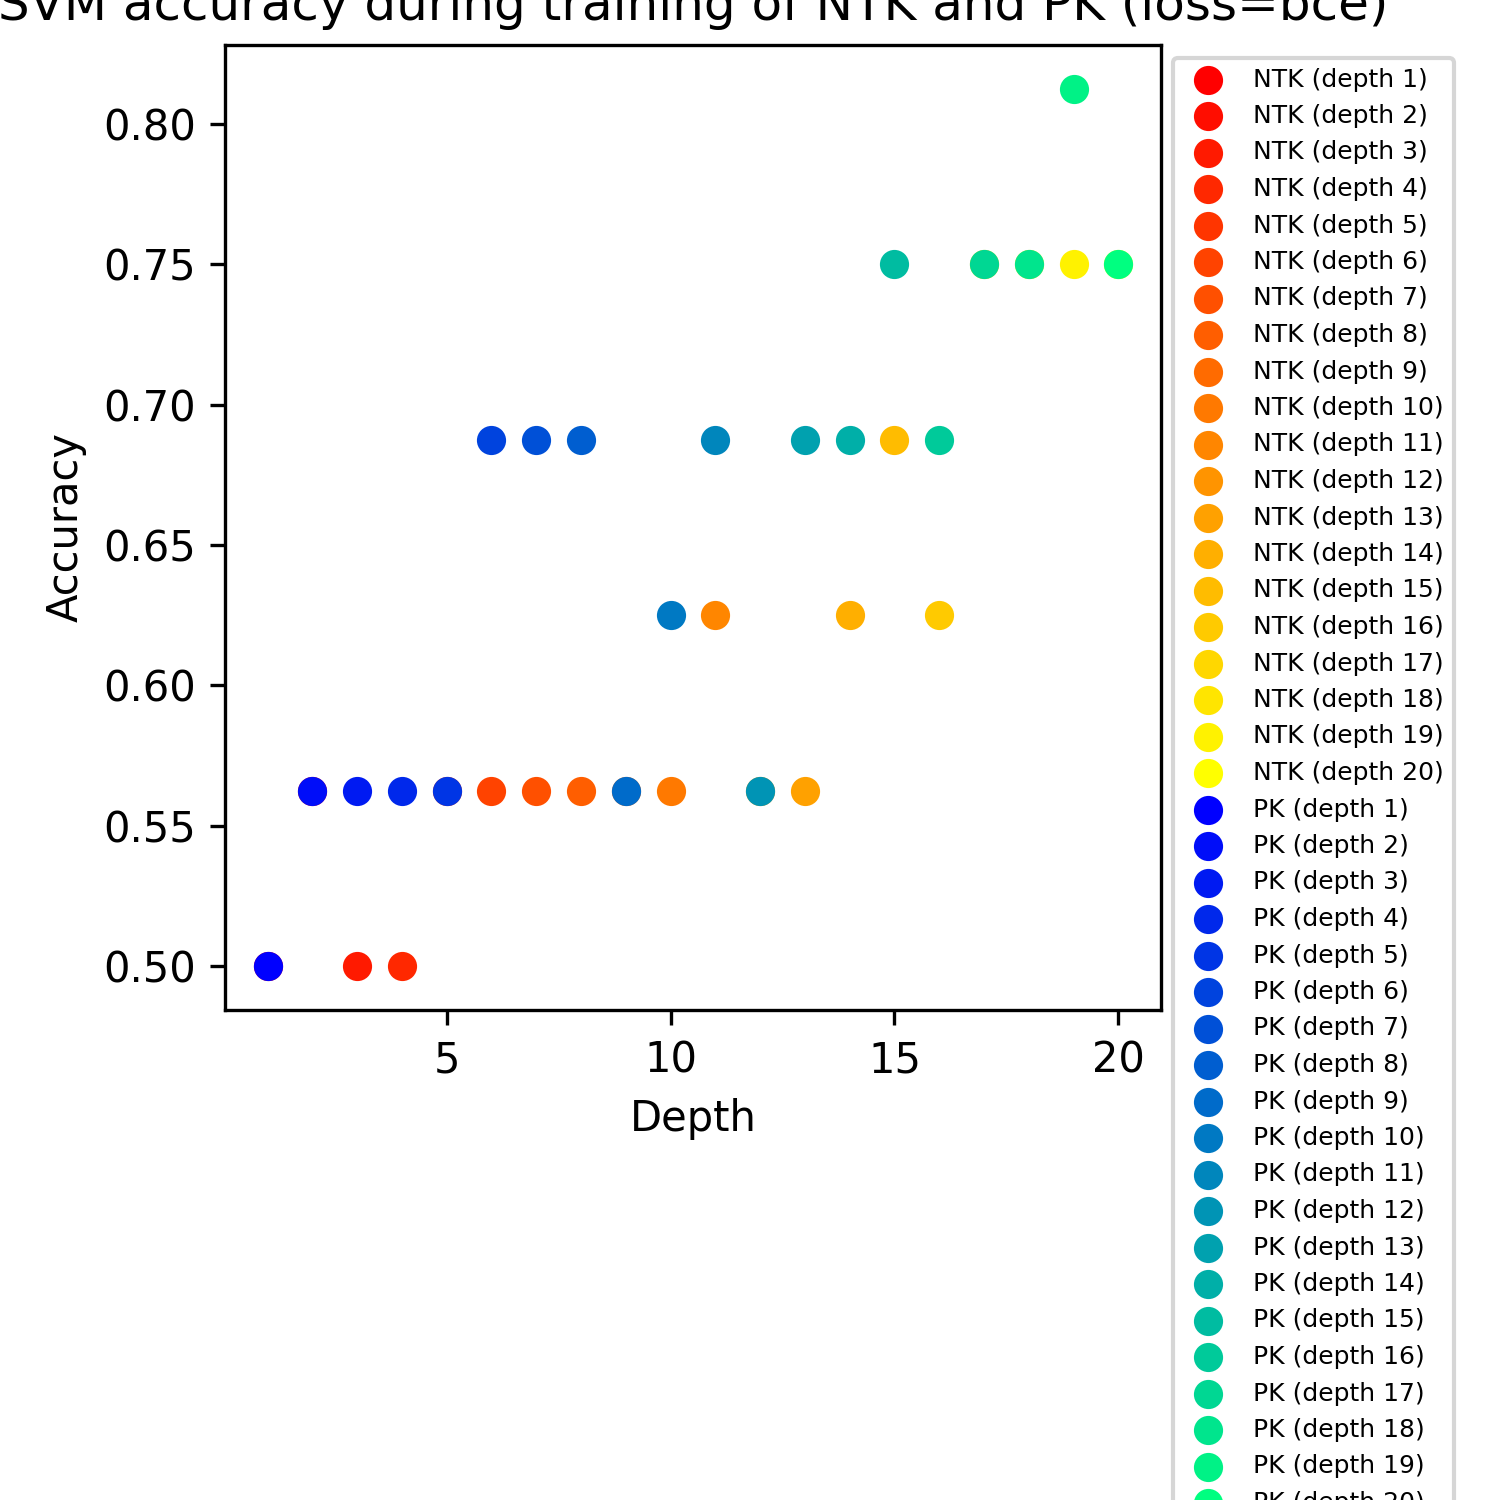 SVM accuracy during training of NTK and PK (loss=bce)
0.80
0.75
0.70
0.65
0.60
0.55
0.50
Accuracy
5 10 15 20
Depth
NTK (depth 1)
NTK (depth 2)
NTK (depth 3)
NTK (depth 4)
NTK (depth 5)
NTK (depth 6)
NTK (depth 7)
NTK (depth 8)
NTK (depth 9)
NTK (depth 10)
NTK (depth 11)
NTK (depth 12)
NTK (depth 13)
NTK (depth 14)
NTK (depth 15)
NTK (depth 16)
NTK (depth 17)
NTK (depth 18)
NTK (depth 19)
NTK (depth 20)
PK (depth 1)
PK (depth 2)
PK (depth 3)
PK (depth 4)
PK (depth 5)
PK (depth 6)
PK (depth 7)
PK (depth 8)
PK (depth 9)
PK (depth 10)
PK (depth 11)
PK (depth 12)
PK (depth 13)
PK (depth 14)
PK (depth 15)
PK (depth 16)
PK (depth 17)
PK (depth 18)
PK (depth 19)
PK (depth 20)